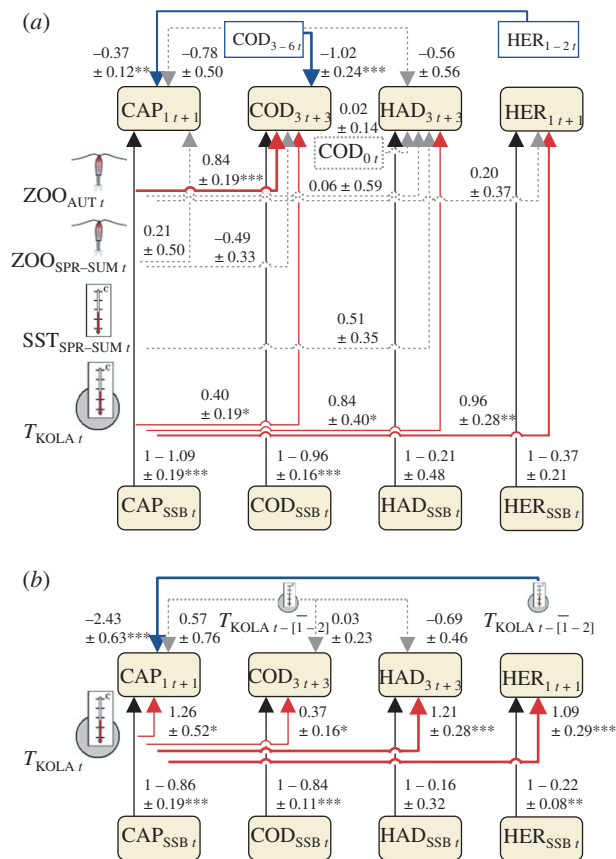 (a)
COD3–6 t
HER1–2 t
–0.37
± 0.12**
–0.78
± 0.50
–1.02
± 0.24***
–0.56
± 0.56
CAP1 t+1
COD3 t+3
HAD3 t+3
HER1 t+1
0.02
± 0.14
COD0 t
0.84
± 0.19***
0.06 ± 0.59
0.20
± 0.37
ZOOAUT t
0.21
± 0.50
–0.49
± 0.33
ZOOSPR–SUM t
c
0.51
± 0.35
SSTSPR–SUM t
c
0.40
± 0.19*
0.84
± 0.40*
0.96
± 0.28**
TKOLA t
1 – 1.09
± 0.19***
1 – 0.96
± 0.16***
1 – 0.21
± 0.48
1 – 0.37
± 0.21
CAPSSB t
CODSSB t
HADSSB t
HERSSB t
(b)
–2.43
± 0.63***
0.57
± 0.76
TKOLA t – [1 – 2]
0.03
± 0.23
–0.69
± 0.46
TKOLA t – [1 – 2]
CAP1 t+1
COD3 t+3
HAD3 t+3
HER1 t+1
c
1.26
± 0.52*
0.37
± 0.16*
1.21
± 0.28***
1.09
± 0.29***
TKOLA t
1 – 0.86
± 0.19***
1 – 0.84
± 0.11***
1 – 0.16
± 0.32
1 – 0.22
± 0.08**
CAPSSB t
CODSSB t
HADSSB t
HERSSB t